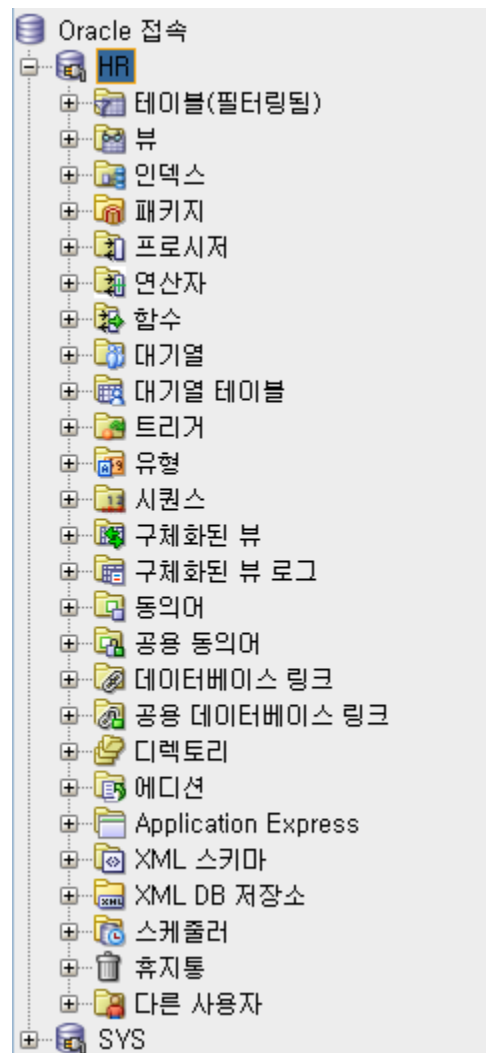 Oracle 접속
HR
테이블(필터링됨)
뷰
인덱스
패키지
프로시저
연산자
함수
대기열
대기열 테이블
트리거
유형
시퀀스
구체화된 뷰
구체화된 뷰 로그
동의어
공용 동의어
데이터베이스 링크
공용 데이터베이스 링크
디렉토리
에디션
Application Express
XML 스키마
XML DB 저장소
스케줄러
휴지통
다른 사용자
SYS